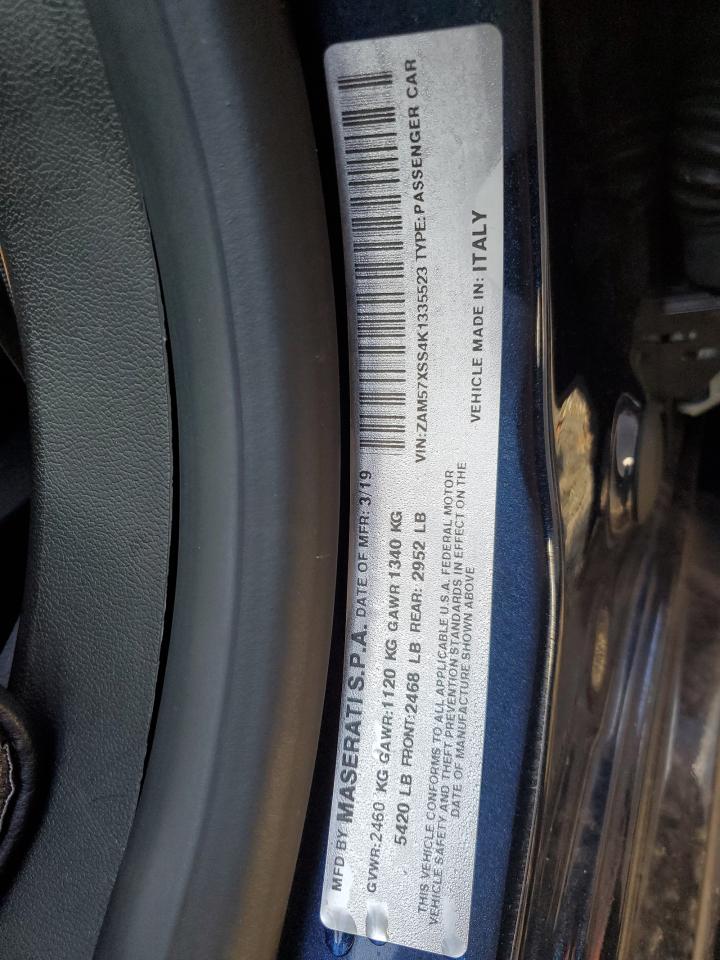 MFD BY MASERATI S.P.A. DATE OF MFR: 3/19
GVWR:2460 KG GAWR:1120 KG GAWR 1340 KG
5420 LB FRONT:2468 LB REAR: 2952 LB
VIN:ZAM57XSS4K1335523 TYPE:PASSENGER CAR
THIS VEHICLE CONFORMS TO ALL APPLICABLE U.S.A. FEDERAL MOTOR
VEHICLE SAFETY AND THEFT PREVENTION STANDARDS IN EFFECT ON THE
DATE OF MANUFACTURE SHOWN ABOVE
VEHICLE MADE IN: ITALY